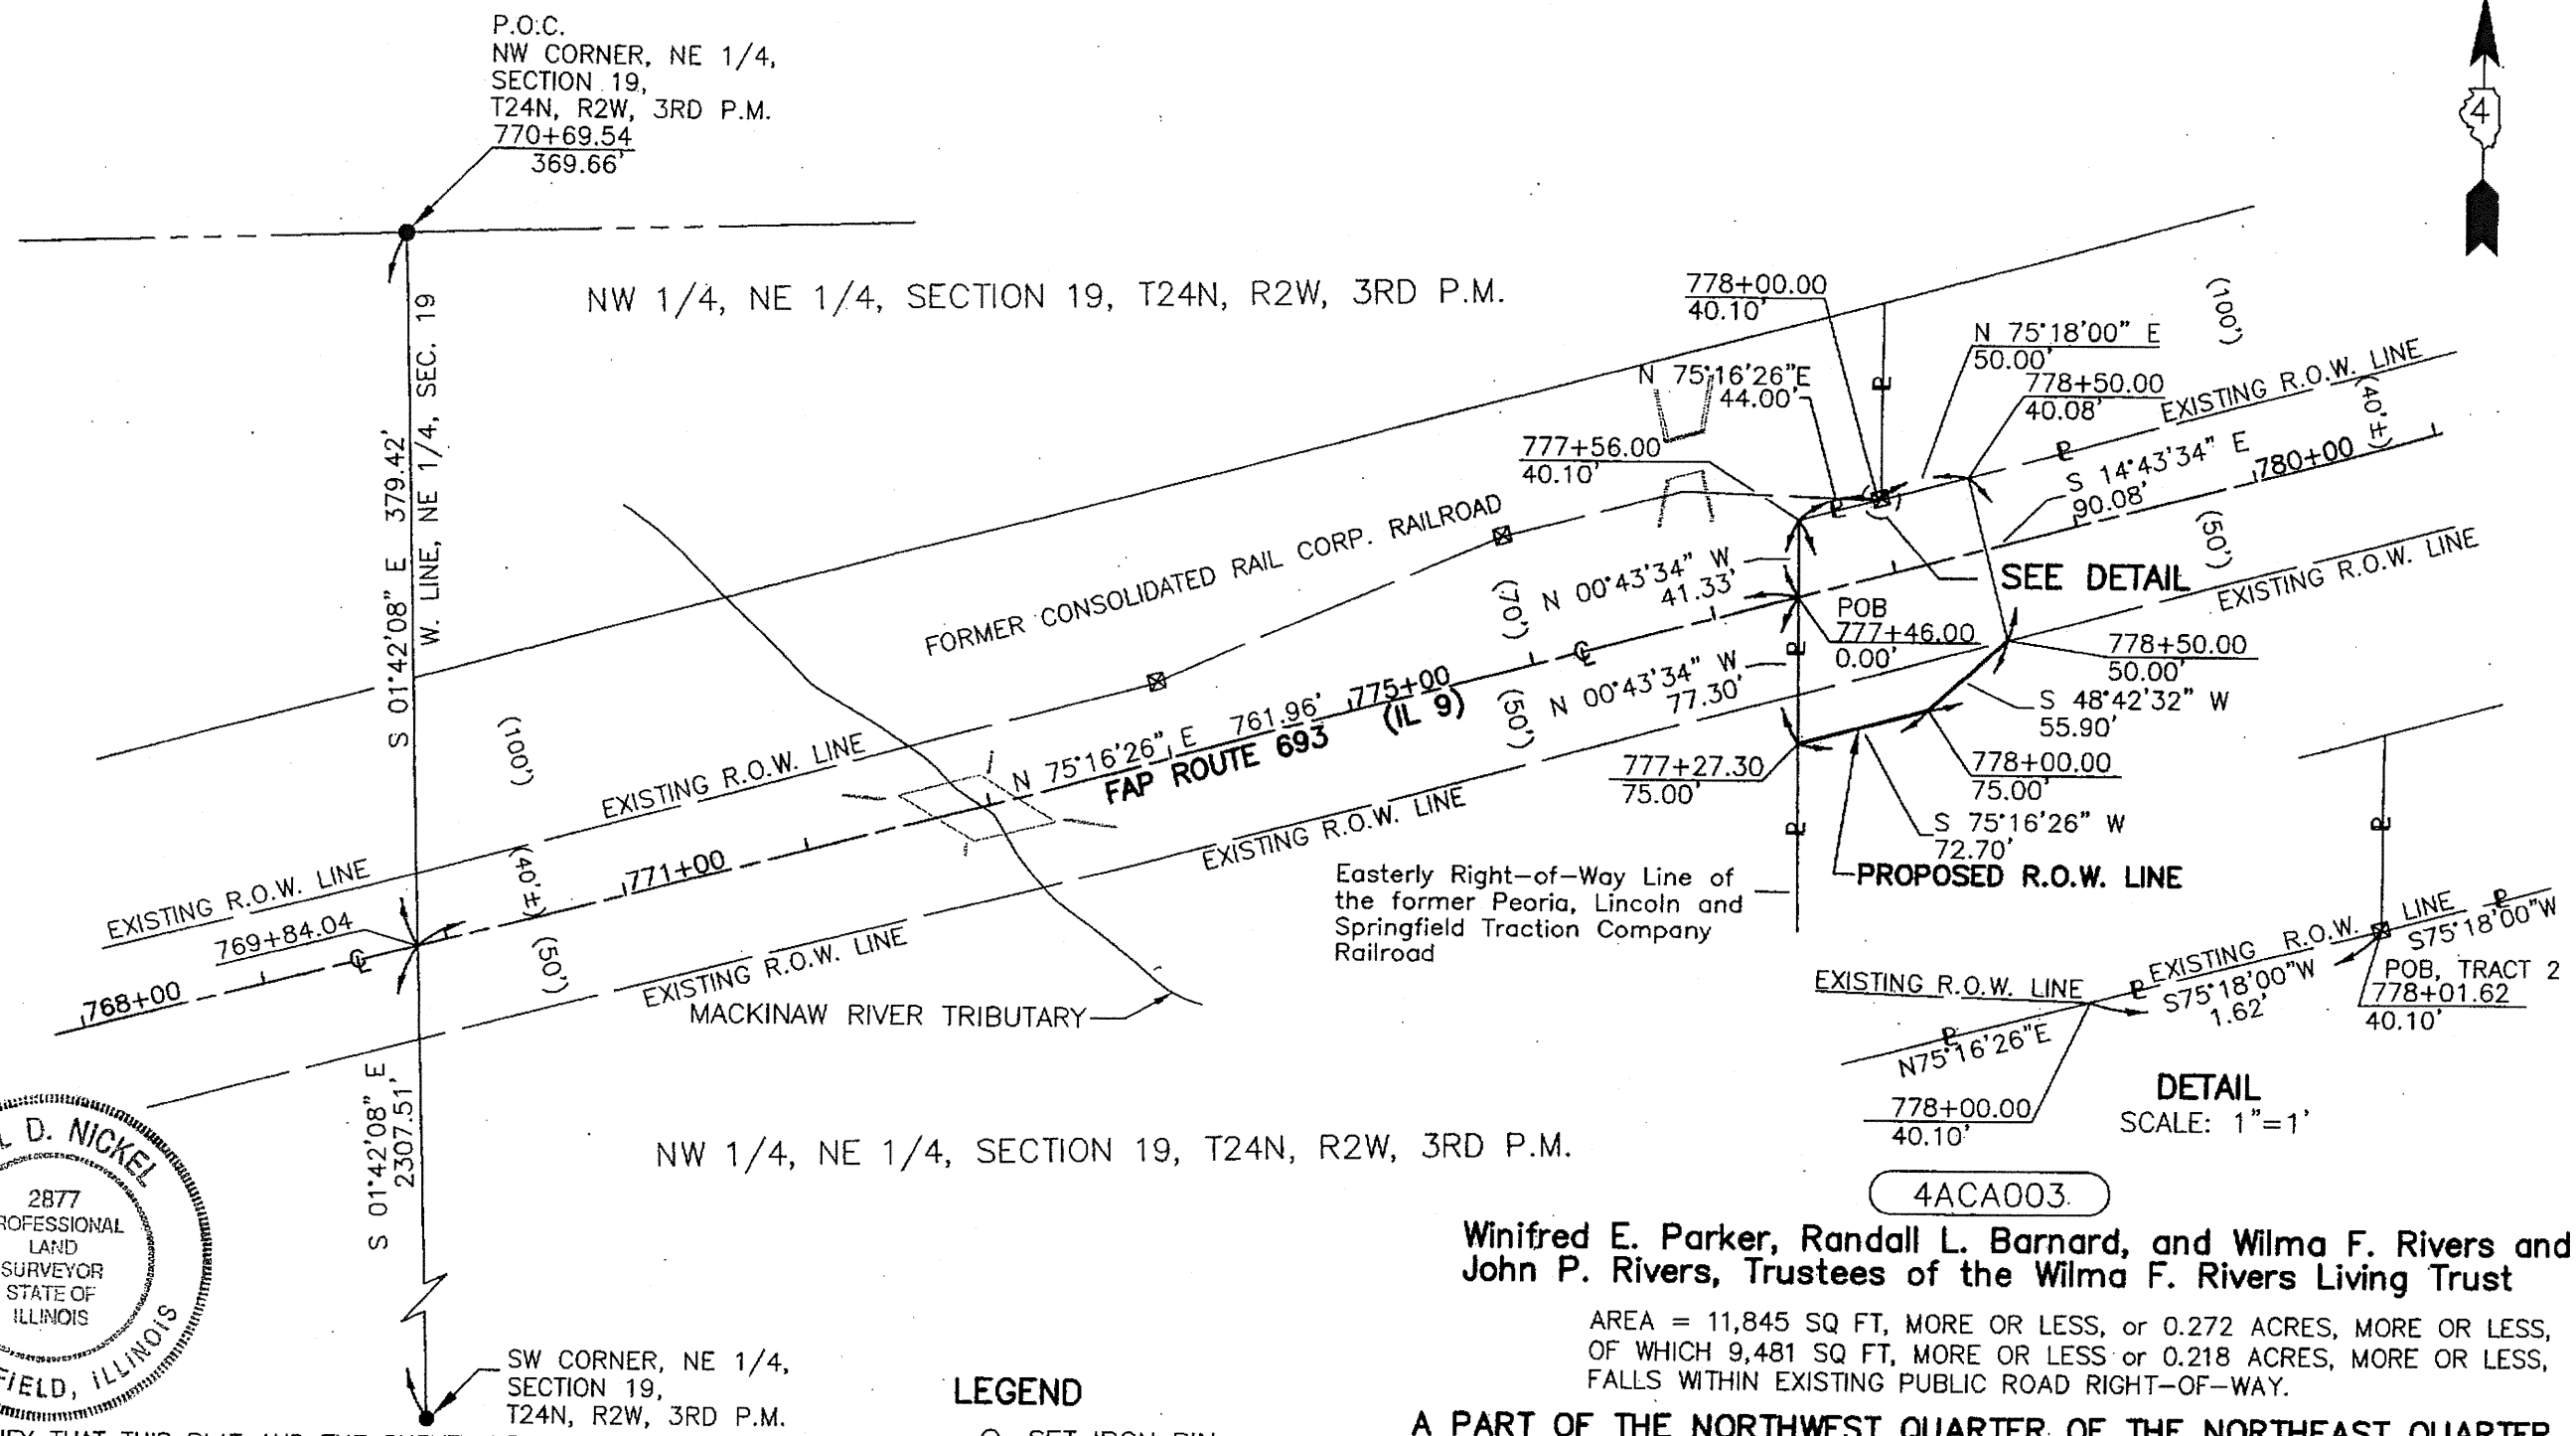 P.O.C.
NW CORNER, NE 1/4,
SECTION 19,
T24N, R2W, 3RD P.M.
770+69.54
369.66'
4
NW 1/4, NE 1/4, SECTION 19, T24N, R2W, 3RD P.M.
S 01°42'08" E 379.42'
W. LINE, NE 1/4, SEC. 19
778+00.00
40.10'
N 75°18'00" E
50.00'
(100')
N 75°16'26"E
44.00'
778+50.00
40.08'
EXISTING R.O.W. LINE
(40'±)
777+56.00
40.10'
S 14°43'34" E
90.08'
780+00
(50')
FORMER CONSOLIDATED RAIL CORP. RAILROAD
N 00°43'34" W
41.33'
(70')
SEE DETAIL
EXISTING R.O.W. LINE
POB
777+46.00
0.00'
778+50.00
50.00'
N 00°43'34" W
77.30'
(50')
S 48°42'32" W
55.90'
(100')
N 75°16'26" E 761.96'
775+00
FAP ROUTE 693 (IL 9)
℄
777+27.30
75.00'
778+00.00
75.00'
S 75°16'26" W
72.70'
PROPOSED R.O.W. LINE
EXISTING R.O.W. LINE
EXISTING R.O.W. LINE
771+00
(40'±)
(50')
EXISTING R.O.W. LINE
769+84.04
℄
768+00
EXISTING R.O.W. LINE
MACKINAW RIVER TRIBUTARY
Easterly Right-of-Way Line of
the former Peoria, Lincoln and
Springfield Traction Company
Railroad
EXISTING R.O.W. LINE
EXISTING R.O.W. LINE
S75°18'00"W
S75°18'00"W
1.62'
POB, TRACT 2
778+01.62
40.10'
N75°16'26"E
778+00.00
40.10'
DETAIL
SCALE: 1"=1'
S 01°42'08" E
2307.51'
NW 1/4, NE 1/4, SECTION 19, T24N, R2W, 3RD P.M.
L D. NICKEL
2877
ROFESSIONAL
LAND
SURVEYOR
STATE OF
ILLINOIS
FIELD, ILLINOIS
4ACA003
Winifred E. Parker, Randall L. Barnard, and Wilma F. Rivers and
John P. Rivers, Trustees of the Wilma F. Rivers Living Trust
AREA = 11,845 SQ FT, MORE OR LESS, or 0.272 ACRES, MORE OR LESS,
OF WHICH 9,481 SQ FT, MORE OR LESS or 0.218 ACRES, MORE OR LESS,
FALLS WITHIN EXISTING PUBLIC ROAD RIGHT-OF-WAY.
SW CORNER, NE 1/4,
SECTION 19,
T24N, R2W, 3RD P.M.
LEGEND
SET IRON PIN
A PART OF THE NORTHWEST QUARTER OF THE NORTHEAST QUARTER